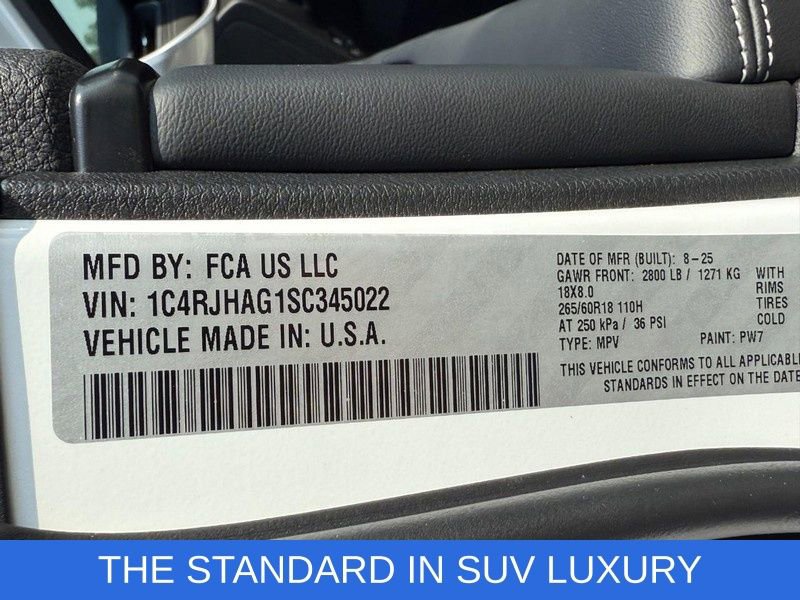 MFD BY: FCA US LLC
VIN: 1C4RJHAG1SC345022
VEHICLE MADE IN: U.S.A.
DATE OF MFR (BUILT): 8-25
GAWR FRONT: 2800 LB / 1271 KG WITH
18X8.0 RIMS
265/60R18 110H TIRES
AT 250 kPa / 36 PSI COLD
TYPE: MPV PAINT: PW7
THIS VEHICLE CONFORMS TO ALL APPLICABLE
STANDARDS IN EFFECT ON THE DATE
THE STANDARD IN SUV LUXURY